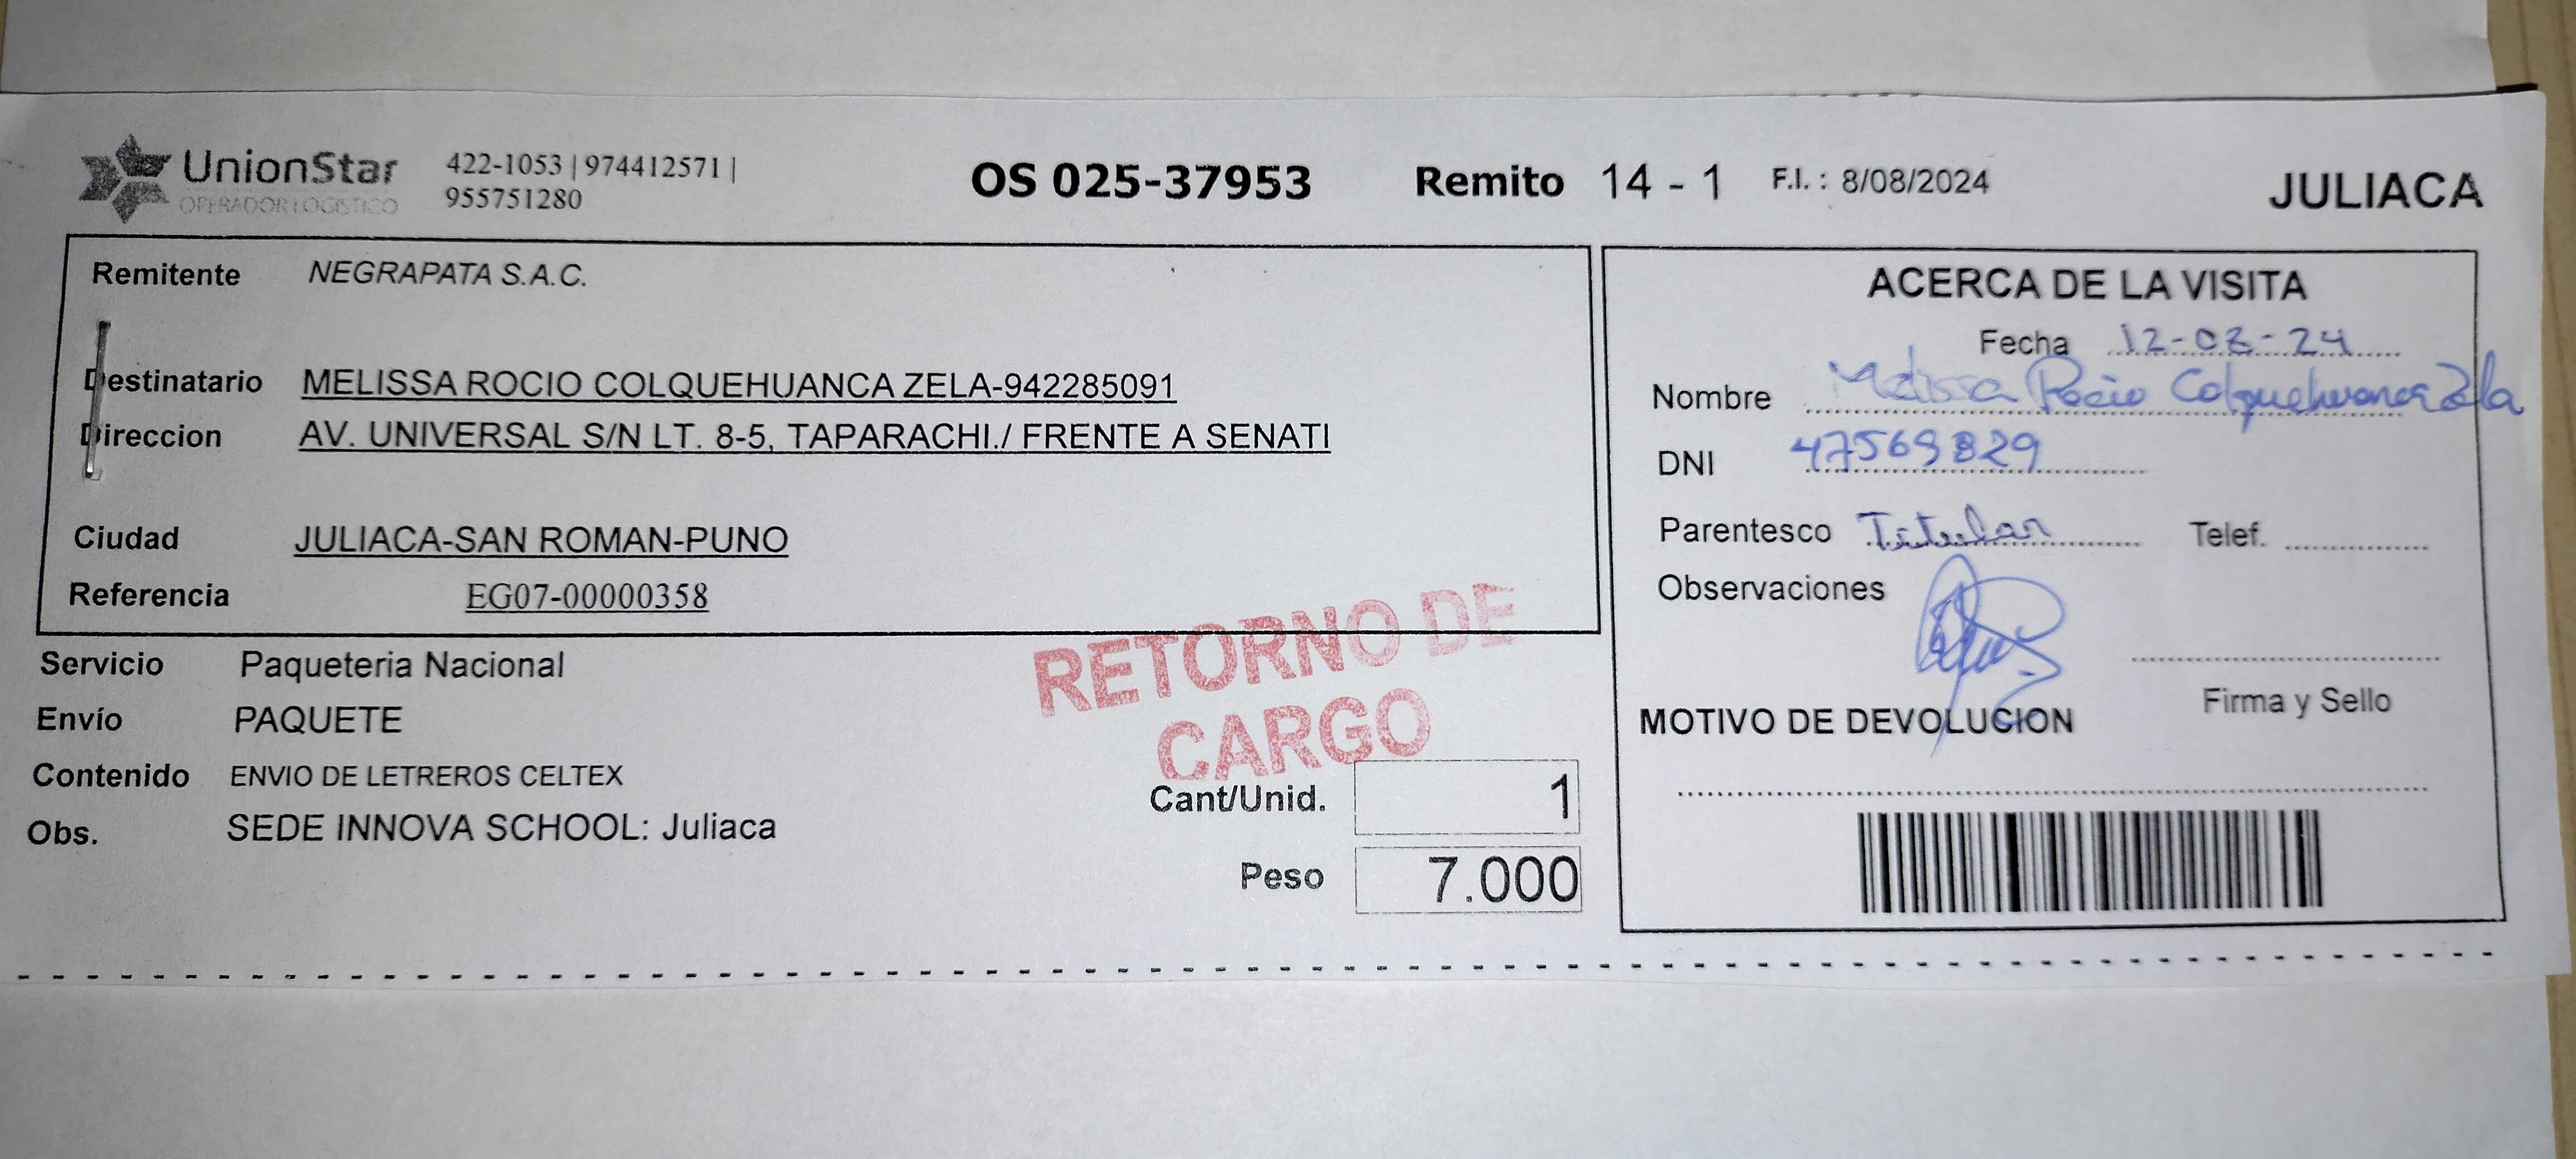 UnionStar
OPERADOR LOGISTICO
422-1053 | 974412571 |
955751280
OS 025-37953 Remito 14 - 1 F.I. : 8/08/2024 JULIACA
Remitente NEGRAPATA S.A.C.
Destinatario MELISSA ROCIO COLQUEHUANCA ZELA-942285091
Direccion AV. UNIVERSAL S/N LT. 8-5, TAPARACHI./ FRENTE A SENATI
Ciudad JULIACA-SAN ROMAN-PUNO
Referencia EG07-00000358
Servicio Paqueteria Nacional
Envío PAQUETE
Contenido ENVIO DE LETREROS CELTEX
Obs. SEDE INNOVA SCHOOL: Juliaca
RETORNO DE
CARGO
Cant/Unid. 1
Peso 7.000
ACERCA DE LA VISITA
Fecha 12-08-24
Nombre Melissa Rocio Colquehuanca Zela
DNI 47569829
Parentesco Titular Telef.
Observaciones
Firma y Sello
MOTIVO DE DEVOLUCION